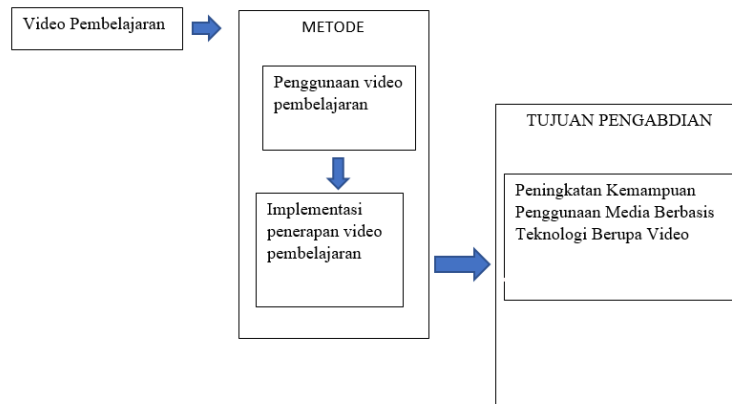 Video Pembelajaran
METODE
Penggunaan video
pembelajaran
Implementasi
penerapan video
pembelajaran
TUJUAN PENGABDIAN
Peningkatan Kemampuan
Penggunaan Media Berbasis
Teknologi Berupa Video